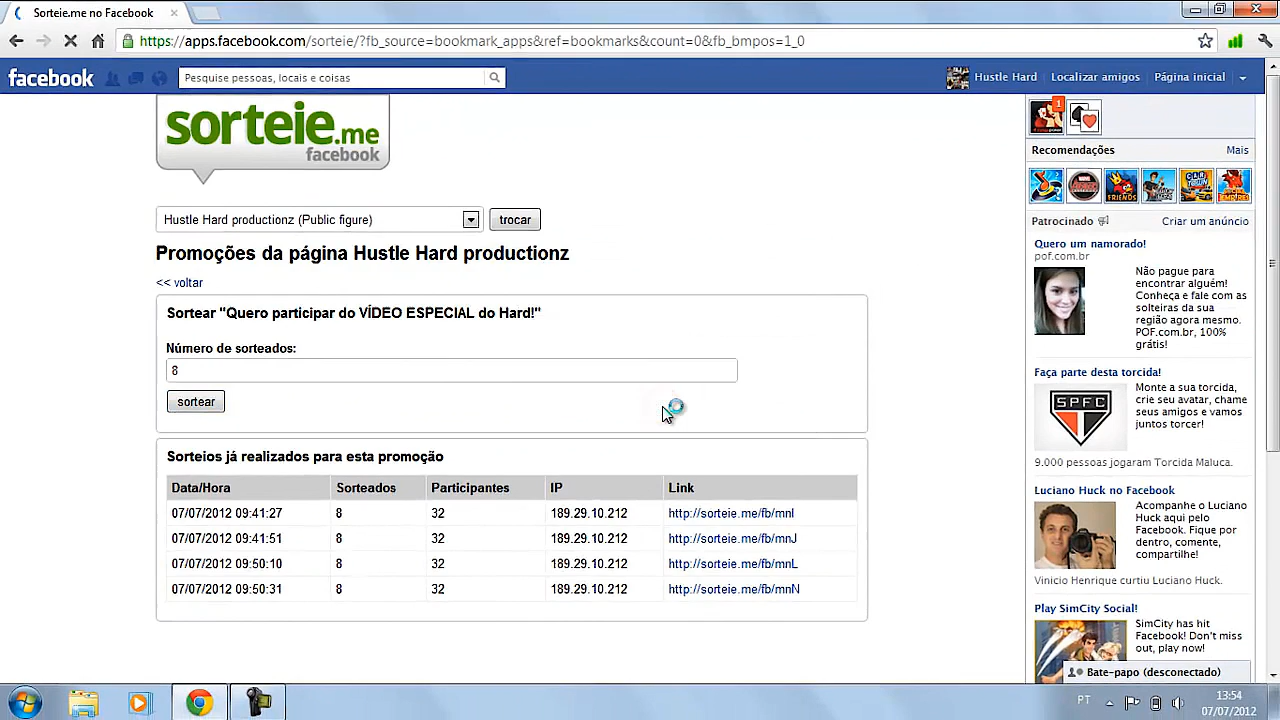 Sorteie.me no Facebook
https://apps.facebook.com/sorteie/?fb_source=bookmark_apps&ref=bookmarks&count=0&fb_bmpos=1_0
facebook
Pesquise pessoas, locais e coisas
Hustle Hard
Localizar amigos
Página inicial
sorteie.me
facebook
Hustle Hard productionz (Public figure)
trocar
Promoções da página Hustle Hard productionz
<< voltar
Sortear "Quero participar do VÍDEO ESPECIAL do Hard!"
Número de sorteados:
8
sortear
Sorteios já realizados para esta promoção
Data/Hora Sorteados Participantes IP Link
07/07/2012 09:41:27 8 32 189.29.10.212 http://sorteie.me/fb/mnI
07/07/2012 09:41:51 8 32 189.29.10.212 http://sorteie.me/fb/mnJ
07/07/2012 09:50:10 8 32 189.29.10.212 http://sorteie.me/fb/mnL
07/07/2012 09:50:31 8 32 189.29.10.212 http://sorteie.me/fb/mnN
1
Recomendações Mais
FRIENDS
Patrocinado Criar um anúncio
Quero um namorado!
pof.com.br
Não pague para
encontrar alguém!
Conheça e fale com as
solteiras da sua
região agora mesmo.
POF.com.br, 100%
grátis!
Faça parte desta torcida!
SPFC
Monte a sua torcida,
crie seu avatar, chame
seus amigos e vamos
juntos torcer!
9.000 pessoas jogaram Torcida Maluca.
Luciano Huck no Facebook
Acompanhe o Luciano
Huck aqui pelo
Facebook. Fique por
dentro, comente,
compartilhe!
Vinicio Henrique curtiu Luciano Huck.
Play SimCity Social!
SimCity has hit
Facebook! Don't miss
out, play now!
Bate-papo (desconectado)
PT
13:54
07/07/2012